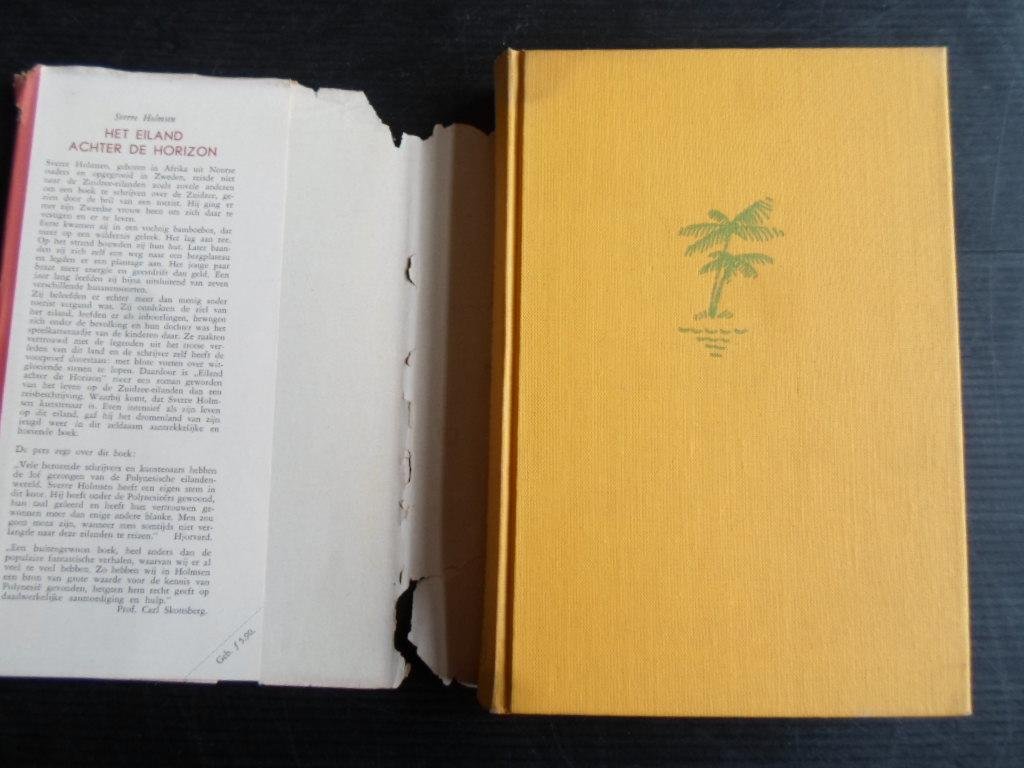 Sverre Holmsen
HET EILAND
ACHTER DE HORIZON
Sverre Holmsen, geboren in Afrika uit Noorse
ouders en opgegroeid in Zweden, reisde niet
naar de Zuidzee-eilanden zoals zovele anderen
om een boek te schrijven over de Zuidzee, ge-
zien door de bril van een toerist. Hij ging er
met zijn Zweedse vrouw heen om zich daar te
vestigen en er te leven.
Eerst kwamen zij in een vochtig bamboebos, dat
meer op een wildernis geleek. Het lag aan zee.
Op het strand bouwden zij hun hut. Later baan-
den zij zich zelf een weg naar een bergplateau
en legden er een plantage aan. Het jonge paar
bezat meer energie en geestdrift dan geld. Een
jaar lang leefden zij bijna uitsluitend van zeven
verschillende bananensoorten.
Zij beleefden er echter meer dan menig ander
toerist vergund was. Zij ontdekten de ziel van
het eiland, leefden er als inboorlingen, bewogen
zich onder de bevolking en hun dochter was het
speelkameraadje van de kinderen daar. Ze raakten
vertrouwd met de legenden uit het trotse ver-
leden van dit land en de schrijver zelf heeft de
vuurproef doorstaan: met blote voeten over wit-
gloeiende stenen te lopen. Daardoor is „Eiland
achter de Horizon" meer een roman geworden
van het leven op de Zuidzee-eilanden dan een
reisbeschrijving. Waarbij komt, dat Sverre Holm-
sen kunstenaar is. Even intensief als zijn leven
op dit eiland, gaf hij het dromenland van zijn
jeugd weer in dit zeldzaam aantrekkelijke en
boeiende boek.
De pers zegt over dit boek:
„Vele beroemde schrijvers en kunstenaars hebben
de lof gezongen van de Polynesische eilanden-
wereld. Sverre Holmsen heeft een eigen stem in
dit koor. Hij heeft onder de Polynesiërs gewoond,
hun taal geleerd en heeft hun vertrouwen ge-
wonnen meer dan enige andere blanke. Men zou
geen mens zijn, wanneer men somtijds niet ver-
langde naar deze eilanden te reizen." Hjorvard.
„Een buitengewoon boek, heel anders dan de
populaire fantastische verhalen, waarvan wij er al
veel te veel hebben. Zo hebben wij in Holmsen
een bron van grote waarde voor de kennis van
Polynesië gevonden, hetgeen hem recht geeft op
daadwerkelijke aanmoediging en hulp."
Prof. Carl Skottsberg.
Geb. f 5,90.